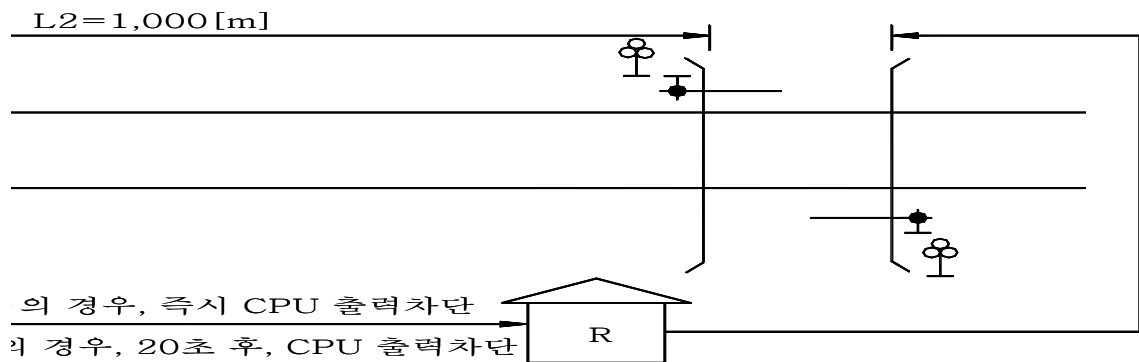 L2=1,000[m]
의 경우, 즉시 CPU 출력차단
의 경우, 20초 후, CPU 출력차단
R